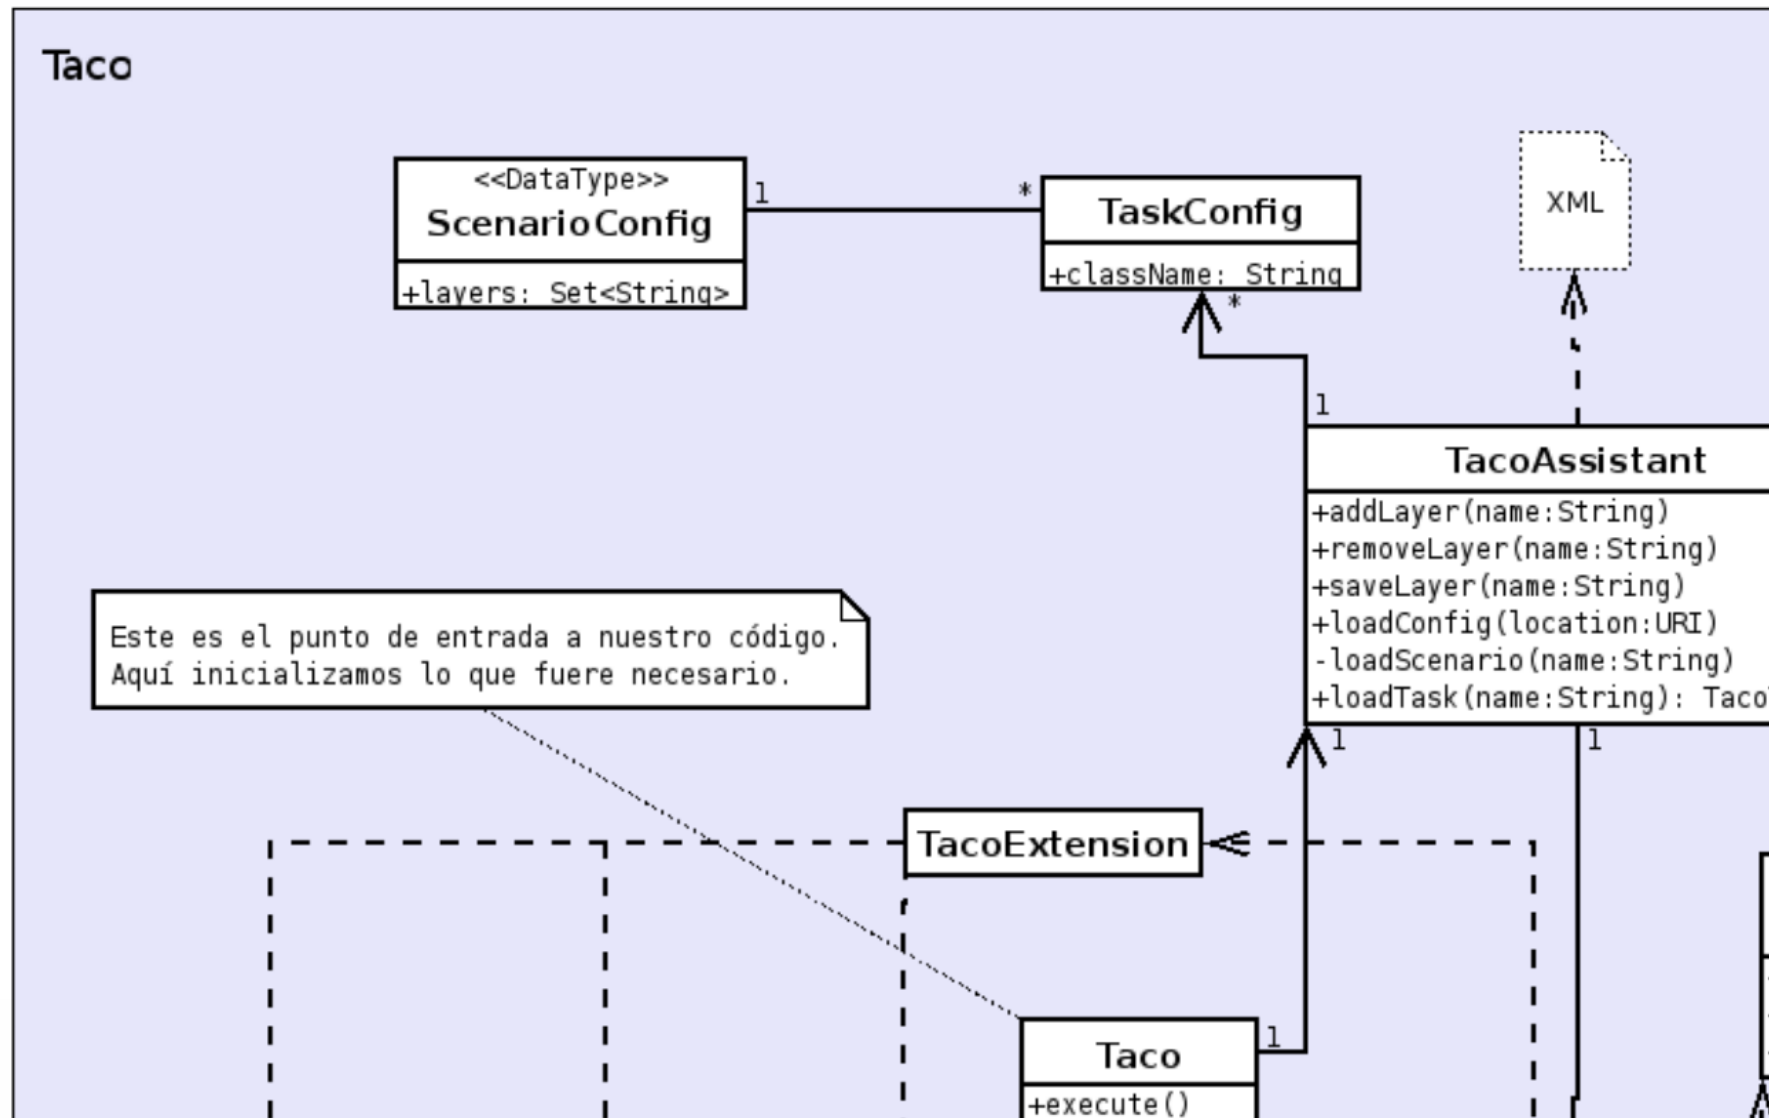 Taco
<<DataType>>
ScenarioConfig
+layers: Set<String>
1
*
TaskConfig
+className: String
*
XML
1
TacoAssistant
+addLayer(name:String)
+removeLayer(name:String)
+saveLayer(name:String)
+loadConfig(location:URI)
-loadScenario(name:String)
+loadTask(name:String): Taco
1
1
Este es el punto de entrada a nuestro código.
Aquí inicializamos lo que fuere necesario.
TacoExtension
Taco
1
+execute()